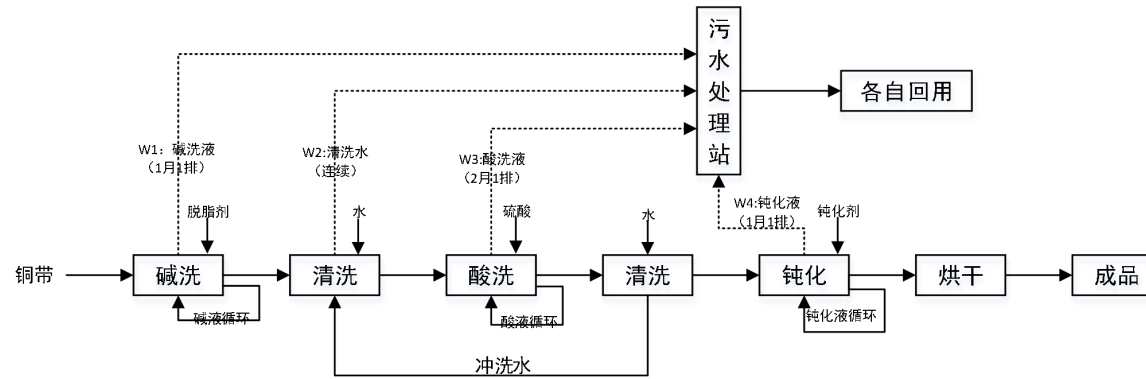 污水处理站
各自回用
W1：碱洗液
（1月1排）
W2:清洗水
（连续）
W3:酸洗液
（2月1排）
W4:钝化液
（1月1排）
脱脂剂
水
硫酸
水
钝化剂
铜带
碱洗
清洗
酸洗
清洗
钝化
烘干
成品
碱液循环
酸液循环
钝化液循环
冲洗水